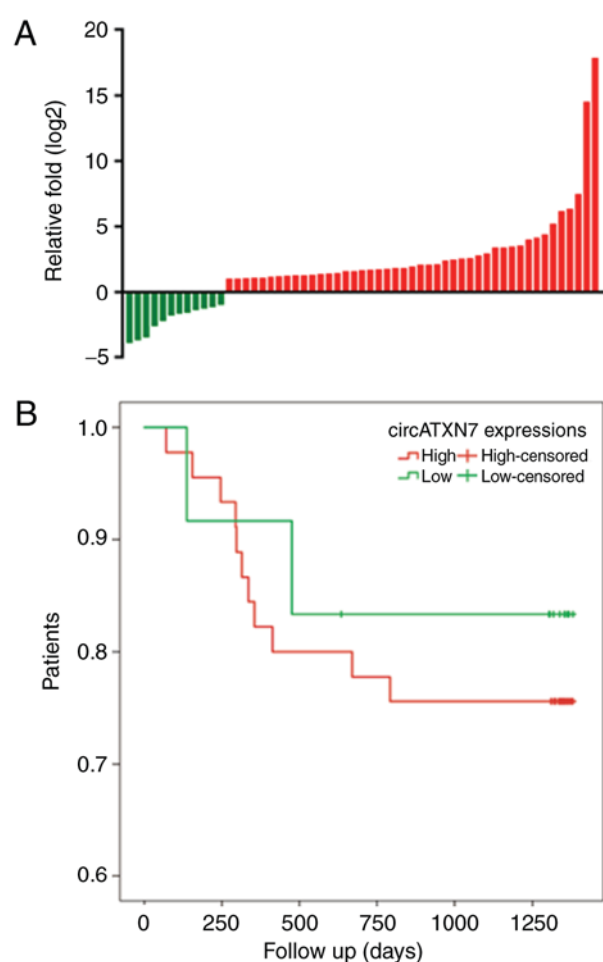 A
Relative fold (log2)
20
15
10
5
0
−5
B
circATXN7 expressions
High High-censored
Low Low-censored
Patients
1.0
0.9
0.8
0.7
0.6
0 250 500 750 1000 1250
Follow up (days)